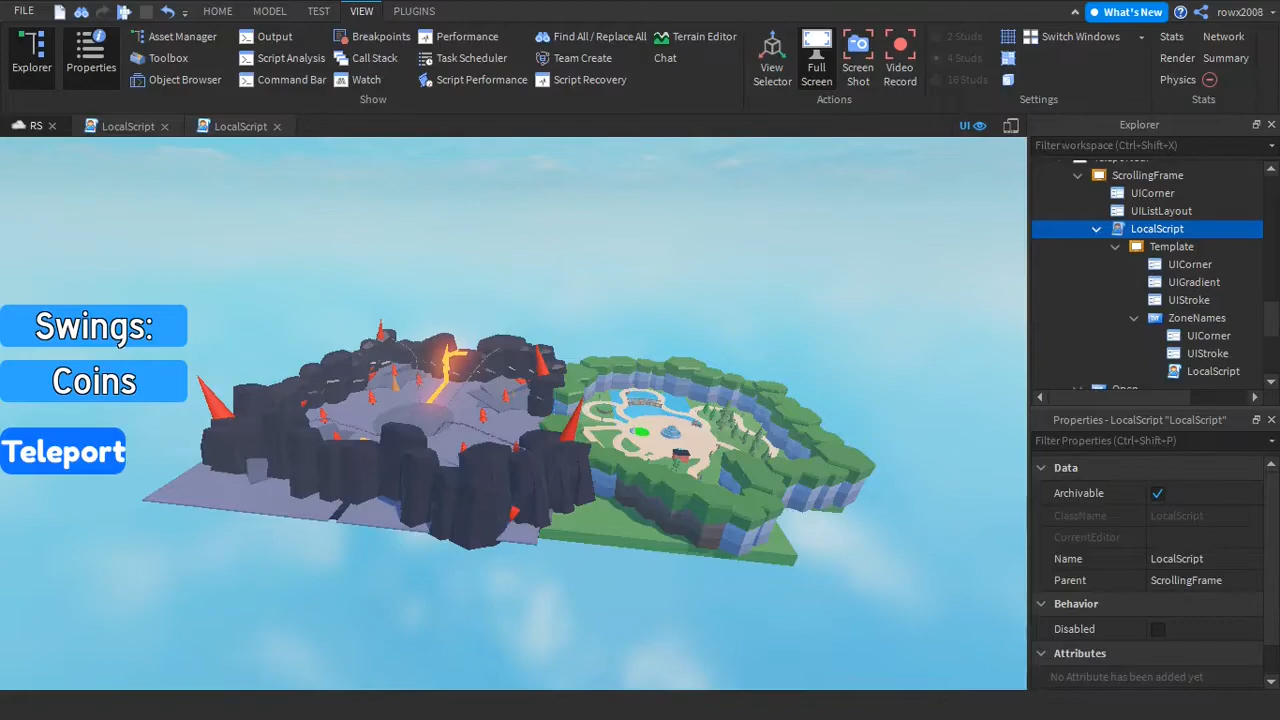 FILE HOME MODEL TEST VIEW PLUGINS What's New rowx2008
Explorer
Properties
Asset Manager
Toolbox
Object Browser
Output
Script Analysis
Command Bar
Breakpoints
Call Stack
Watch
Performance
Task Scheduler
Script Performance
Find All / Replace All
Team Create
Script Recovery
Terrain Editor
Chat
Show
View
Selector
Full
Screen
Screen
Shot
Video
Record
Actions
2 Studs
4 Studs
16 Studs
Switch Windows
Settings
Stats
Network
Render
Summary
Physics
Stats
RS
LocalScript
LocalScript
UI
Swings:
Coins
Teleport
Explorer
Filter workspace (Ctrl+Shift+X)
ScrollingFrame
UICorner
UIListLayout
LocalScript
Template
UICorner
UIGradient
UIStroke
ZoneNames
UICorner
UIStroke
LocalScript
Properties - LocalScript "LocalScript"
Filter Properties (Ctrl+Shift+P)
Data
Archivable
ClassName LocalScript
CurrentEditor
Name LocalScript
Parent ScrollingFrame
Behavior
Disabled
Attributes
No Attribute has been added yet